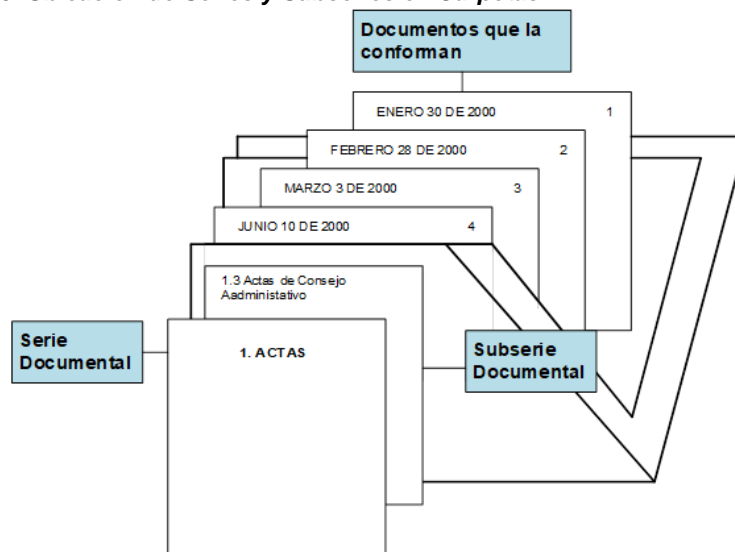 Documentos que la
conforman
ENERO 30 DE 2000 1
FEBRERO 28 DE 2000 2
MARZO 3 DE 2000 3
JUNIO 10 DE 2000 4
1.3 Actas de Consejo
Aadministativo
Serie
Documental
1. ACTAS
Subserie
Documental